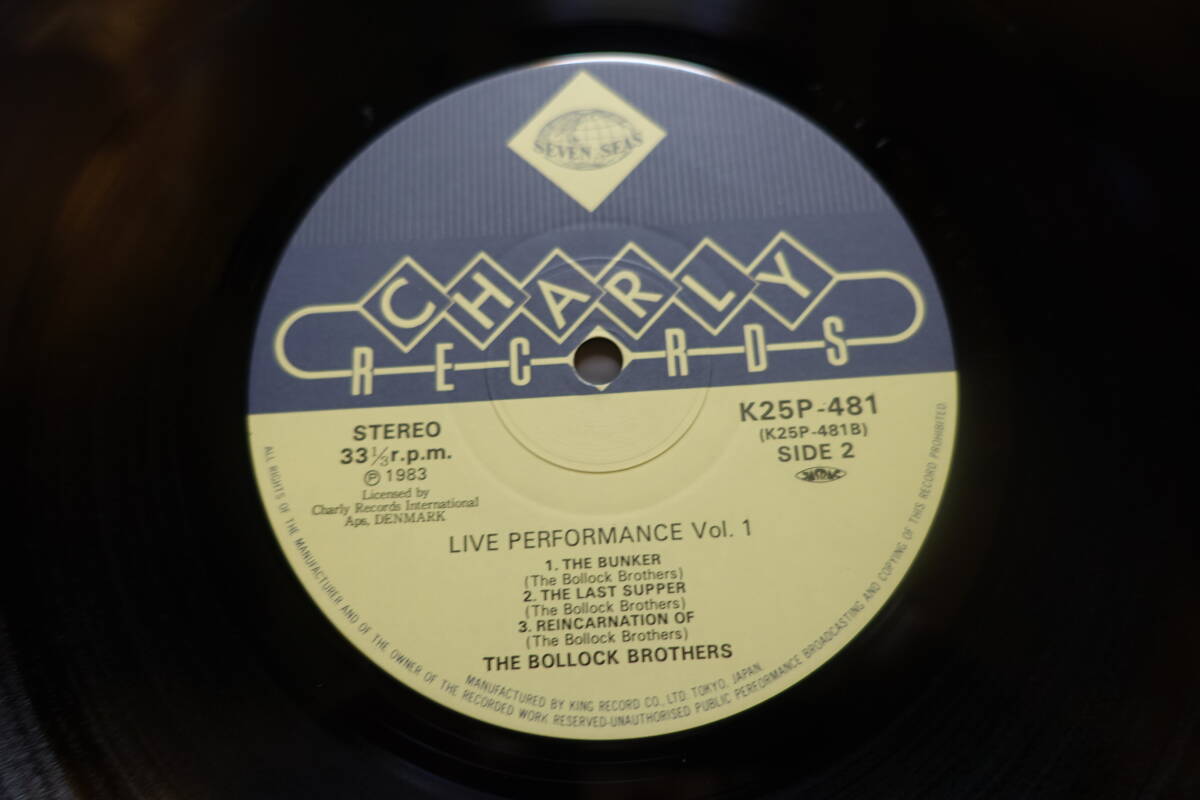 SEVEN SEAS
CHARLY
RECORDS
STEREO
33 1/3 r.p.m.
Ⓟ 1983
Licensed by
Charly Records International
Aps, DENMARK
K25P-481
(K25P-481B)
SIDE 2
JASRAC
LIVE PERFORMANCE Vol. 1
1. THE BUNKER
(The Bollock Brothers)
2. THE LAST SUPPER
(The Bollock Brothers)
3. REINCARNATION OF
(The Bollock Brothers)
THE BOLLOCK BROTHERS
MANUFACTURED BY KING RECORD CO., LTD. TOKYO, JAPAN.
ALL RIGHTS OF THE MANUFACTURER AND OF THE OWNER OF THE RECORDED WORK RESERVED-UNAUTHORISED PUBLIC PERFORMANCE BROADCASTING AND COPYING OF THIS RECORD PROHIBITED.